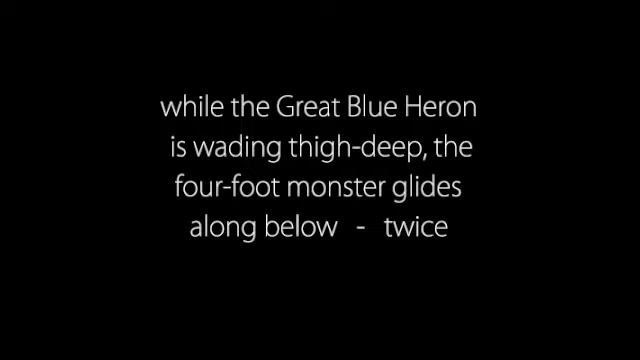 while the Great Blue Heron
is wading thigh-deep, the
four-foot monster glides
along below - twice